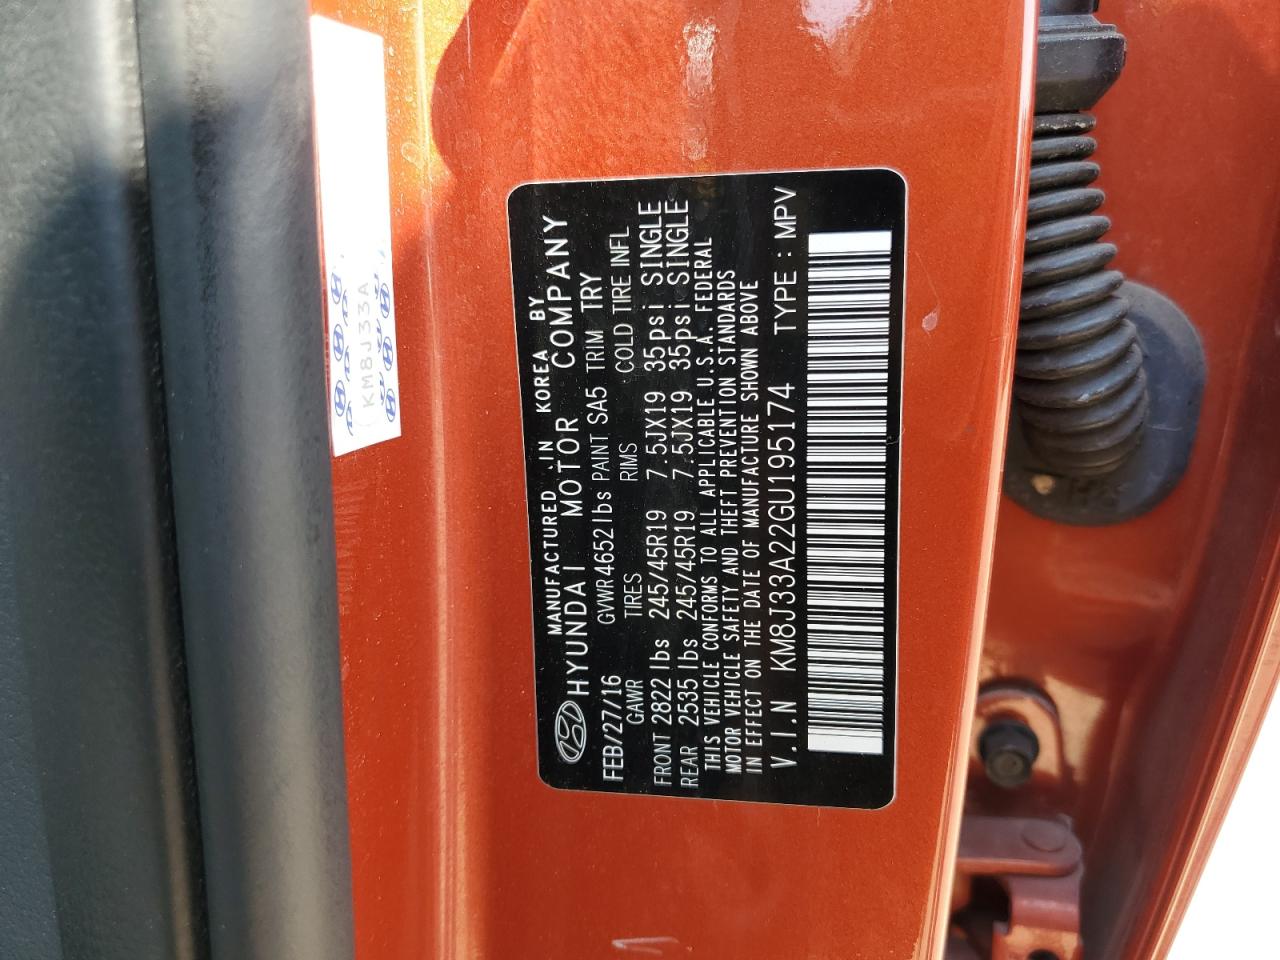 MANUFACTURED IN KOREA BY
HYUNDAI MOTOR COMPANY
FEB/27/16 GVWR 4652 lbs PAINT SA5 TRIM TRY
GAWR TIRES RIMS COLD TIRE INFL
FRONT 2822 lbs 245/45R19 7.5JX19 35psi SINGLE
REAR 2535 lbs 245/45R19 7.5JX19 35psi SINGLE
THIS VEHICLE CONFORMS TO ALL APPLICABLE U.S.A. FEDERAL
MOTOR VEHICLE SAFETY AND THEFT PREVENTION STANDARDS
IN EFFECT ON THE DATE OF MANUFACTURE SHOWN ABOVE
V.I.N KM8J33A22GU195174 TYPE : MPV
KM8J33A